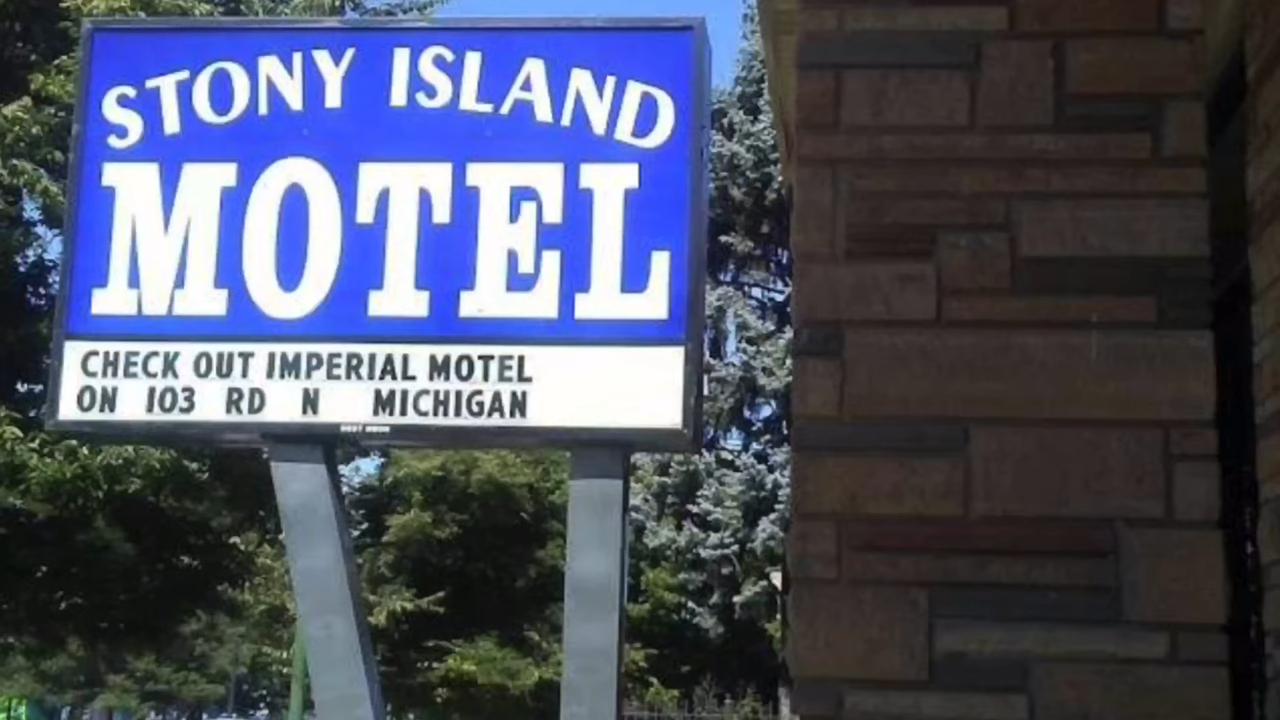 STONY ISLAND
MOTEL
CHECK OUT IMPERIAL MOTEL
ON 103 RD N MICHIGAN